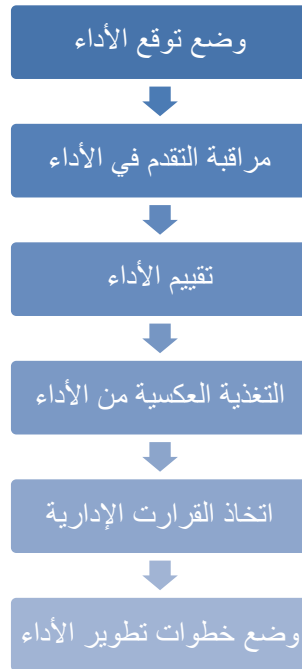 وضع توقع الأداء
مراقبة التقدم في الأداء
تقييم الأداء
التغذية العكسية من الأداء
اتخاذ القرارت الإدارية
وضع خطوات تطوير الأداء